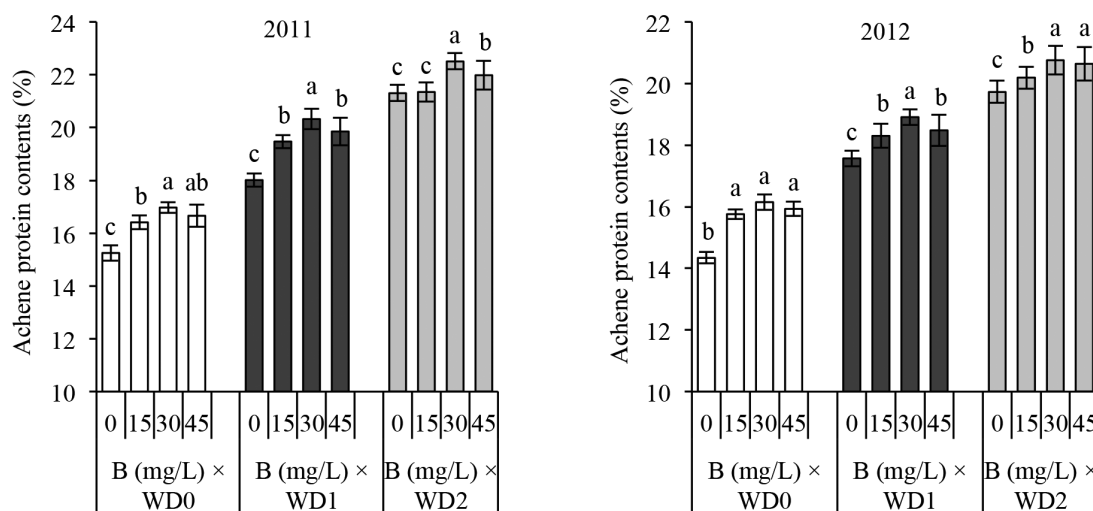 2011
Achene protein contents (%)
24
22
20
18
16
14
12
10
c b a ab
c b a b
c c a b
0 15 30 45 0 15 30 45 0 15 30 45
B (mg/L) × B (mg/L) × B (mg/L) ×
WD0 WD1 WD2
2012
Achene protein contents (%)
22
20
18
16
14
12
10
b a a a
c b a b
c b a a
0 15 30 45 0 15 30 45 0 15 30 45
B (mg/L) × B (mg/L) × B (mg/L) ×
WD0 WD1 WD2